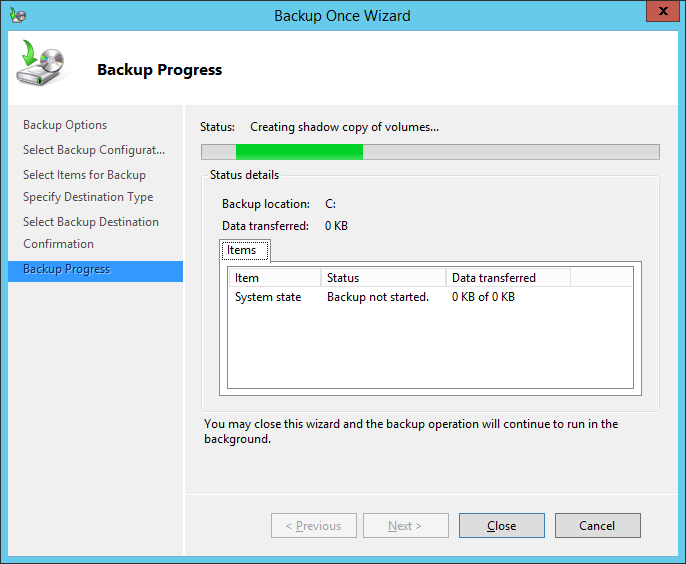 Backup Once Wizard
Backup Progress
Backup Options
Select Backup Configurat...
Select Items for Backup
Specify Destination Type
Select Backup Destination
Confirmation
Backup Progress
Status: Creating shadow copy of volumes...
Status details
Backup location: C:
Data transferred: 0 KB
Items
Item Status Data transferred
System state Backup not started. 0 KB of 0 KB
You may close this wizard and the backup operation will continue to run in the
background.
< Previous Next > Close Cancel